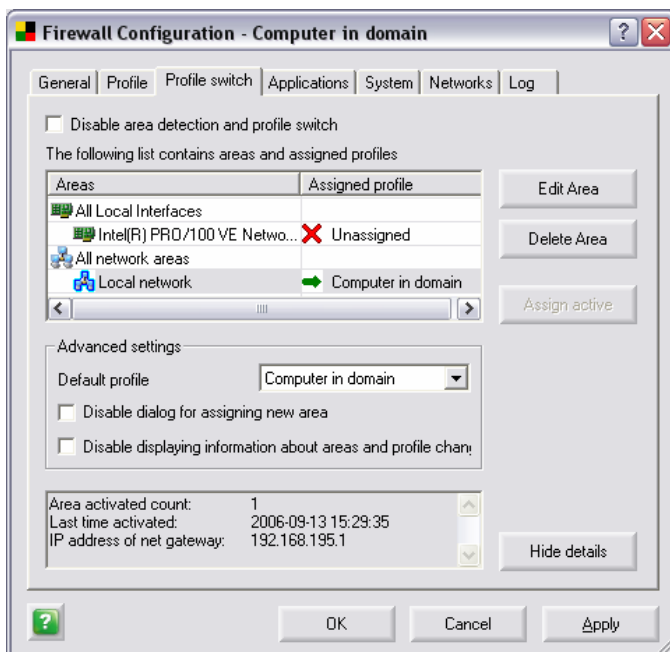 Firewall Configuration - Computer in domain
General Profile Profile switch Applications System Networks Log
Disable area detection and profile switch
The following list contains areas and assigned profiles
Areas Assigned profile
All Local Interfaces
Intel(R) PRO/100 VE Netwo... Unassigned
All network areas
Local network Computer in domain
Edit Area
Delete Area
Assign active
Advanced settings
Default profile Computer in domain
Disable dialog for assigning new area
Disable displaying information about areas and profile chan
Area activated count: 1
Last time activated: 2006-09-13 15:29:35
IP address of net gateway: 192.168.195.1
Hide details
OK Cancel Apply